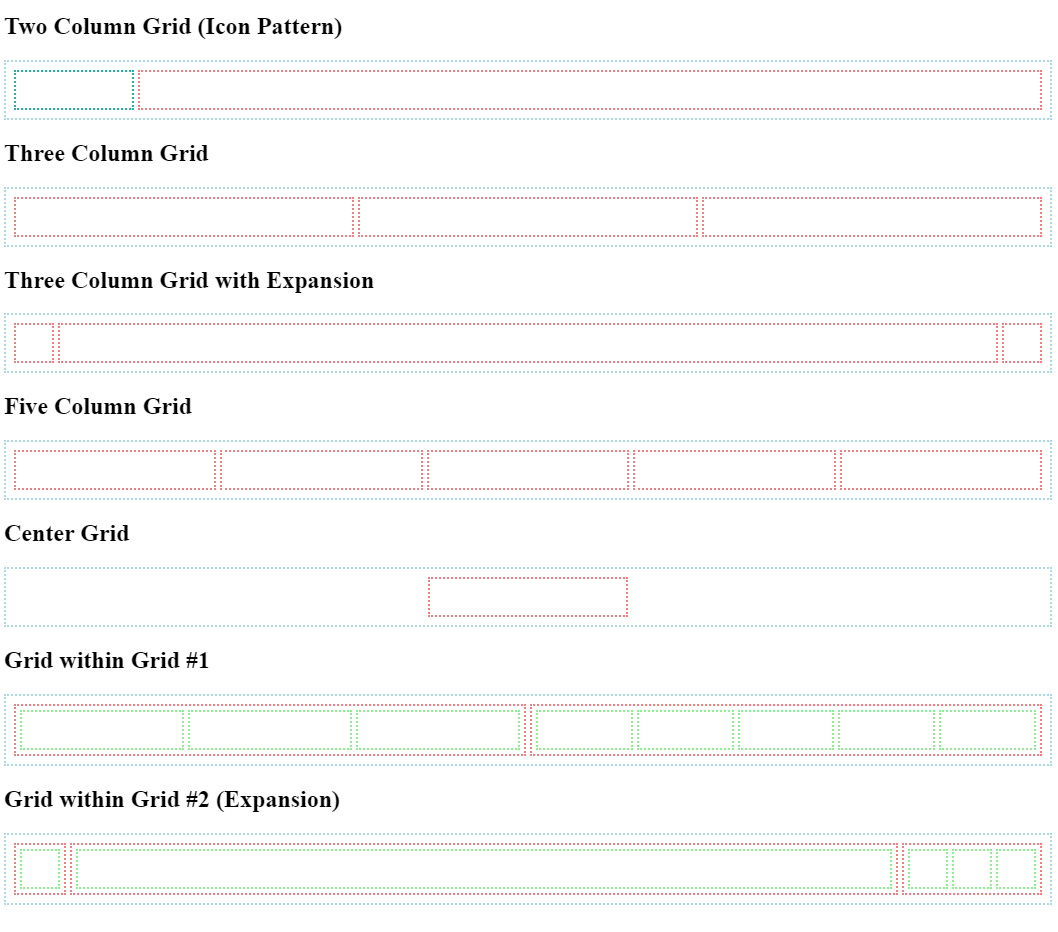 Two Column Grid (Icon Pattern)
Three Column Grid
Three Column Grid with Expansion
Five Column Grid
Center Grid
Grid within Grid #1
Grid within Grid #2 (Expansion)